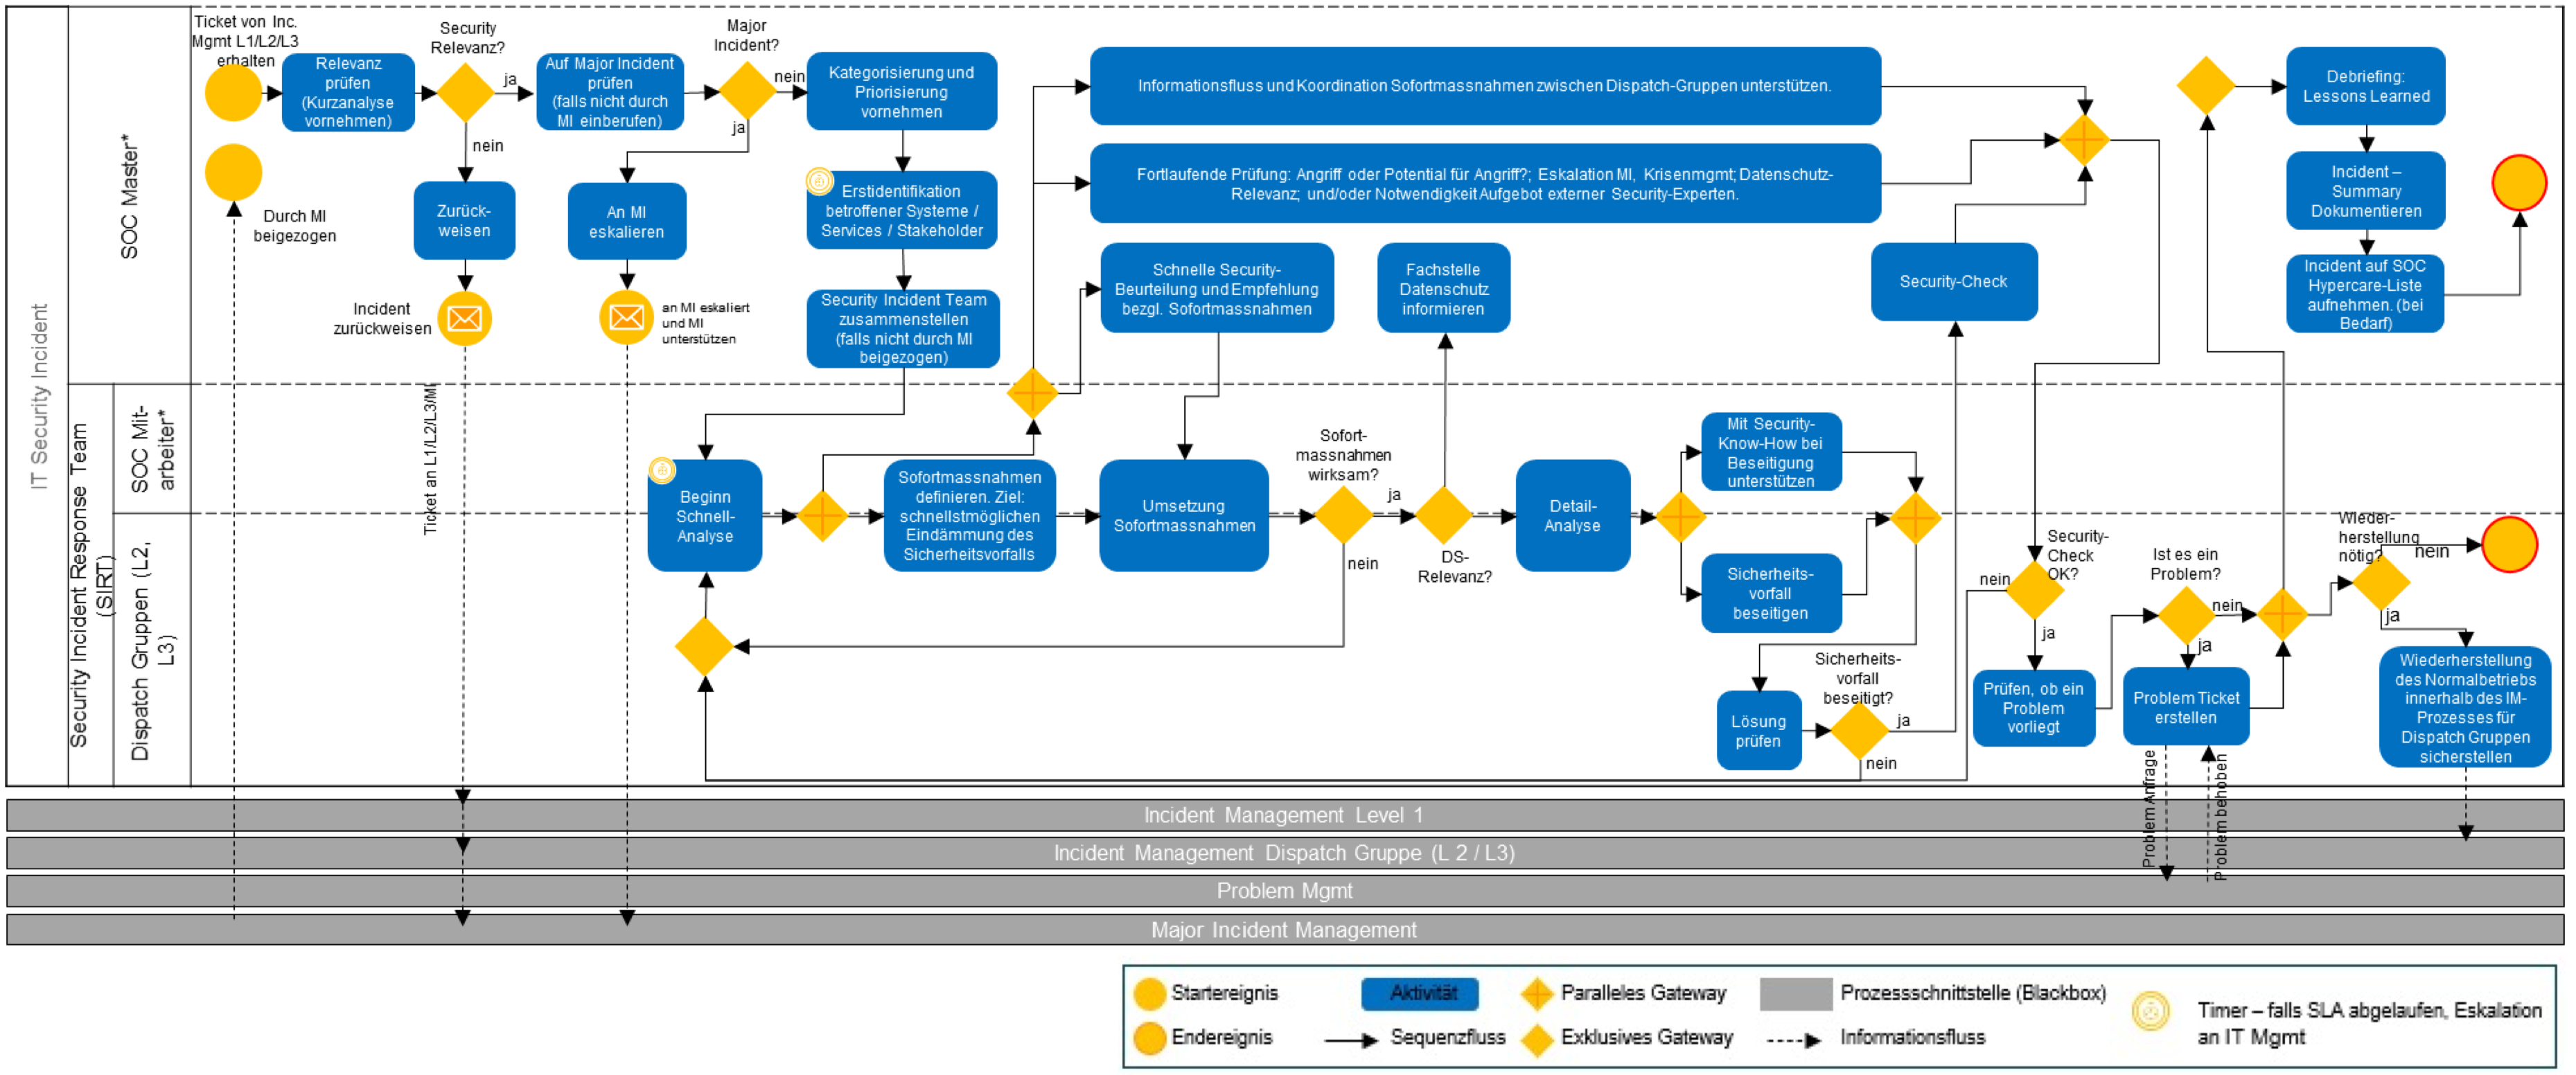 IT Security Incident
SOC Master*
Security Incident Response Team
(SIRT)
SOC Mit-
arbeiter*
Dispatch Gruppen (L2,
L3)
Ticket von Inc.
Mgmt L1/L2/L3
erhalten
Relevanz
prüfen
(Kurzanalyse
vornehmen)
Security
Relevanz?
ja
nein
Auf Major Incident
prüfen
(falls nicht durch
MI einberufen)
Major
Incident?
nein
ja
Kategorisierung und
Priorisierung
vornehmen
Durch MI
beigezogen
Zurück-
weisen
An MI
eskalieren
Erstidentifikation
betroffener Systeme /
Services / Stakeholder
Incident
zurückweisen
an MI eskaliert
und MI
unterstützen
Security Incident Team
zusammenstellen
(falls nicht durch MI
beigezogen)
Ticket an L1/L2/L3/MI
Informationsfluss und Koordination Sofortmassnahmen zwischen Dispatch-Gruppen unterstützen.
Fortlaufende Prüfung: Angriff oder Potential für Angriff?; Eskalation MI, Krisenmgmt; Datenschutz-
Relevanz; und/oder Notwendigkeit Aufgebot externer Security-Experten.
Schnelle Security-
Beurteilung und Empfehlung
bezgl. Sofortmassnahmen
Fachstelle
Datenschutz
informieren
Security-Check
Debriefing:
Lessons Learned
Incident –
Summary
Dokumentieren
Incident auf SOC
Hypercare-Liste
aufnehmen. (bei
Bedarf)
Beginn
Schnell-
Analyse
Sofortmassnahmen
definieren. Ziel:
schnellstmöglichen
Eindämmung des
Sicherheitsvorfalls
Umsetzung
Sofortmassnahmen
Sofort-
massnahmen
wirksam?
ja
nein
DS-
Relevanz?
Detail-
Analyse
Mit Security-
Know-How bei
Beseitigung
unterstützen
Sicherheits-
vorfall
beseitigen
Lösung
prüfen
Sicherheits-
vorfall
beseitigt?
ja
nein
Security-
Check
OK?
nein
ja
Prüfen, ob ein
Problem
vorliegt
Ist es ein
Problem?
nein
ja
Problem Ticket
erstellen
Wieder-
herstellung
nötig?
nein
ja
Wiederherstellung
des Normalbetriebs
innerhalb des IM-
Prozesses für
Dispatch Gruppen
sicherstellen
Problem Anfrage
Problem behoben
Incident Management Level 1
Incident Management Dispatch Gruppe (L 2 / L3)
Problem Mgmt
Major Incident Management
Startereignis
Aktivität
Paralleles Gateway
Prozessschnittstelle (Blackbox)
Timer – falls SLA abgelaufen, Eskalation
an IT Mgmt
Endereignis
Sequenzfluss
Exklusives Gateway
Informationsfluss